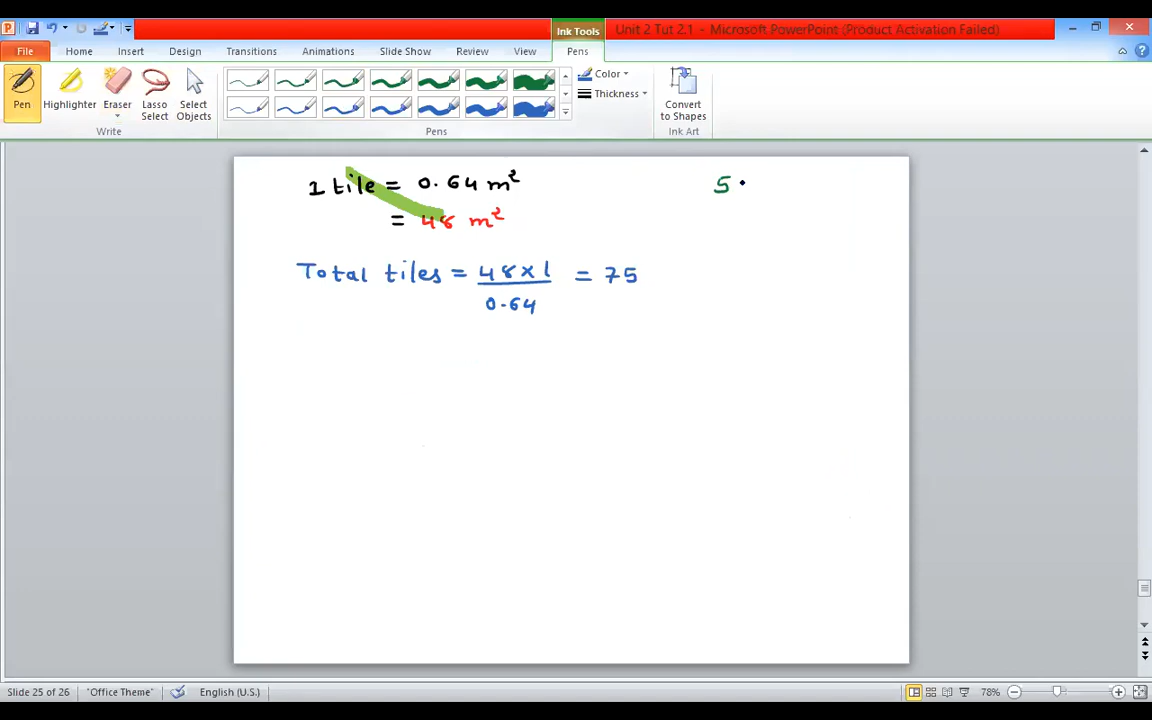 Ink Tools
Unit 2 Tut 2.1 - Microsoft PowerPoint (Product Activation Failed)
File Home Insert Design Transitions Animations Slide Show Review View Pens
Pen Highlighter Eraser Lasso Select Select Objects
Color
Thickness
Convert to Shapes
Write Pens Ink Art
1 tile = 0.64 m² 5
= 48 m²
Total tiles = 48 x 1 = 75
0.64
Slide 25 of 26 "Office Theme" English (U.S.) 78%